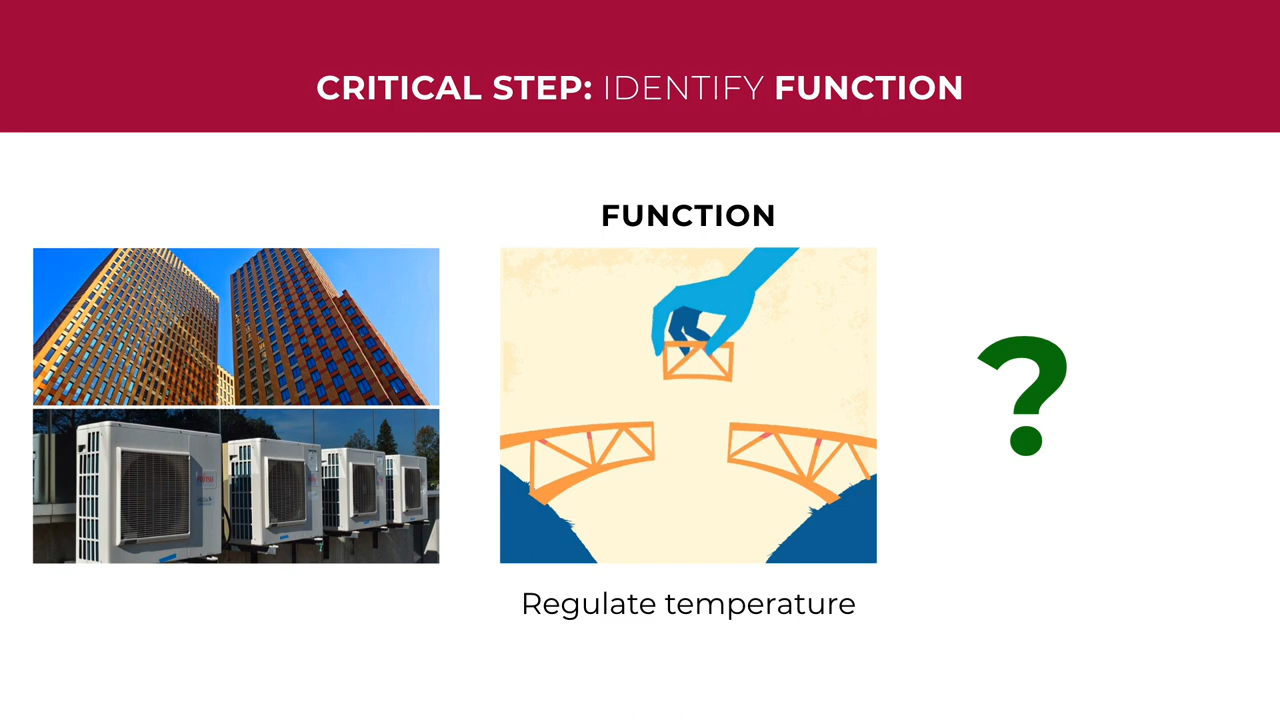 CRITICAL STEP: IDENTIFY FUNCTION
FUNCTION
?
Regulate temperature